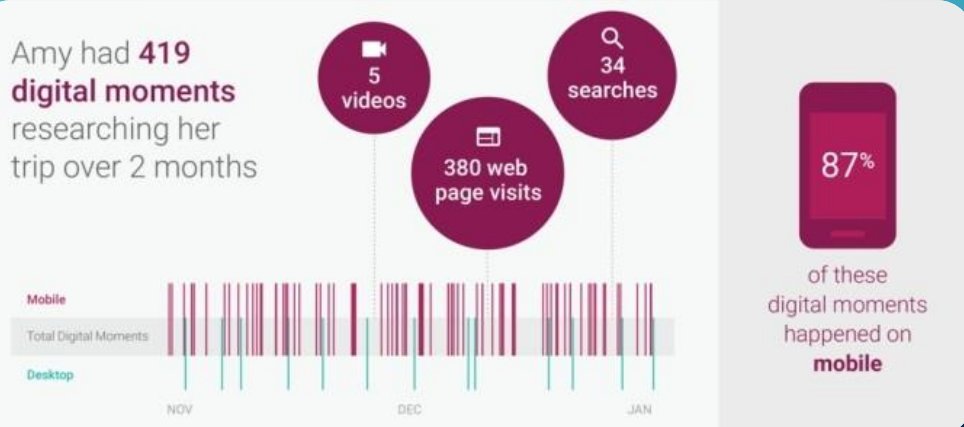 Amy had 419
digital moments
researching her
trip over 2 months
5
videos
380 web
page visits
34
searches
Mobile
Total Digital Moments
Desktop
NOV
DEC
JAN
87%
of these
digital moments
happened on
mobile